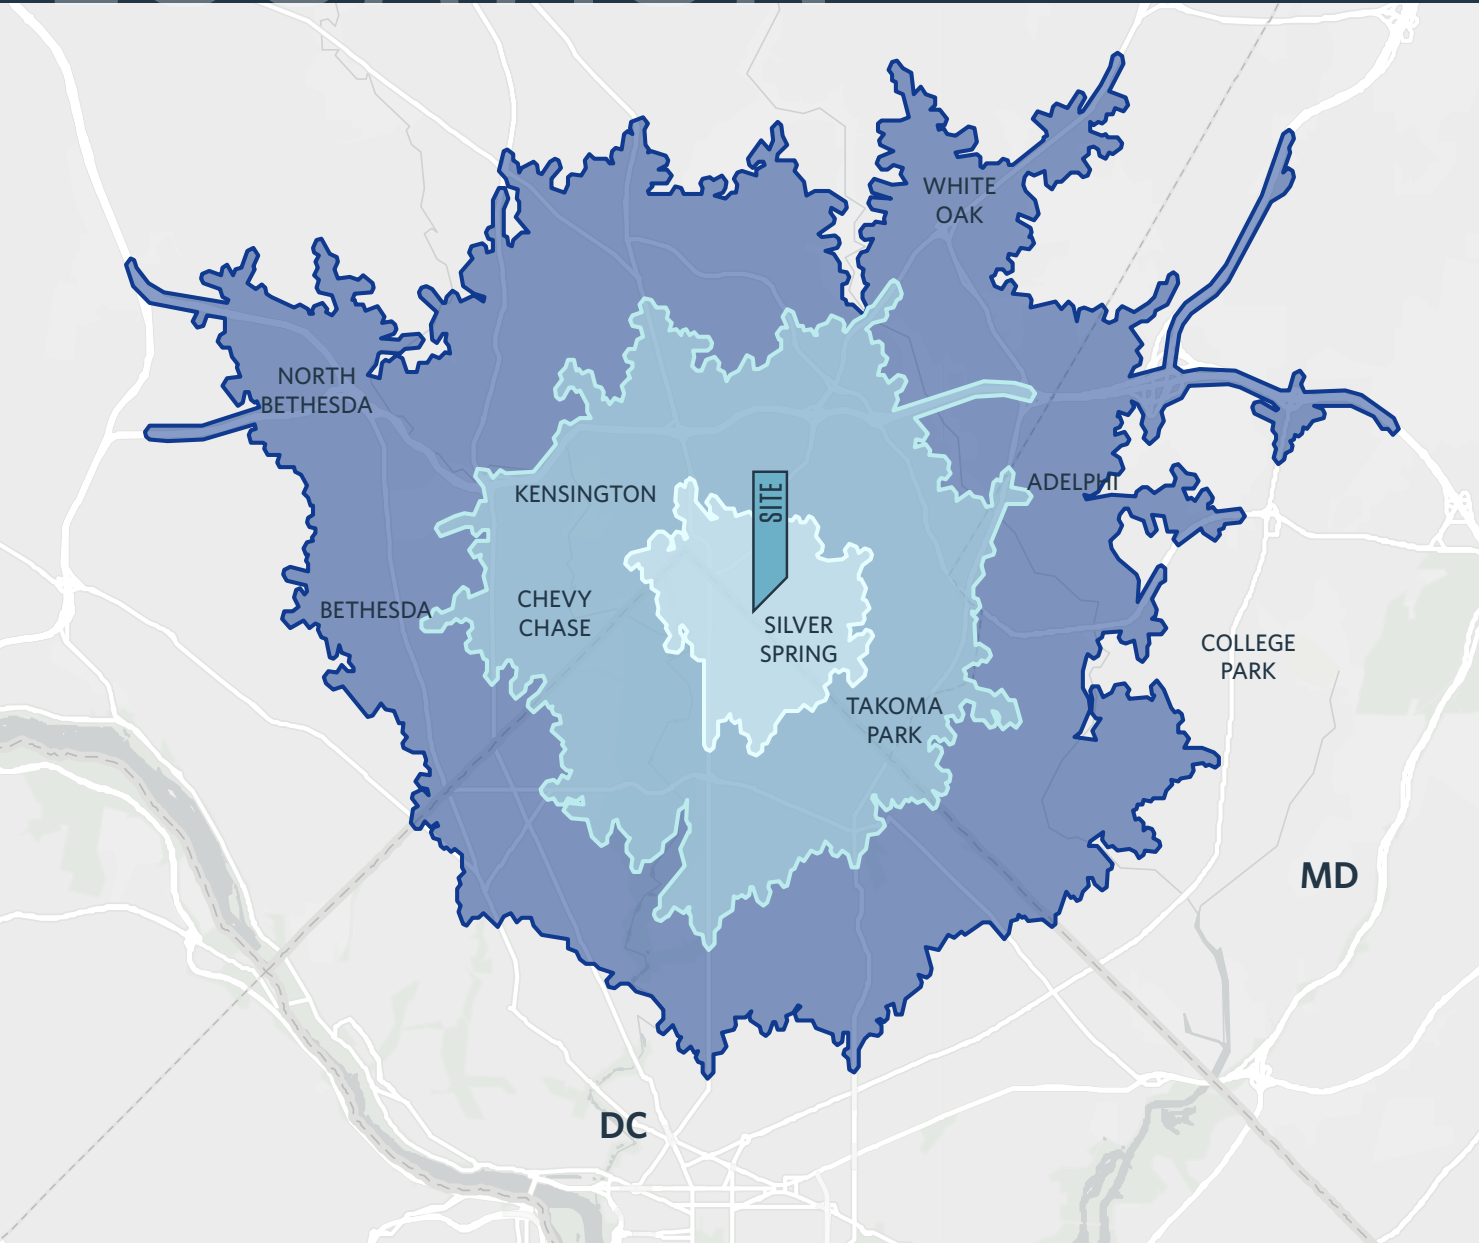 WHITE
OAK
NORTH
BETHESDA
ADELPHI
KENSINGTON
SITE
CHEVY
CHASE
BETHESDA
SILVER
SPRING
COLLEGE
PARK
TAKOMA
PARK
MD
DC